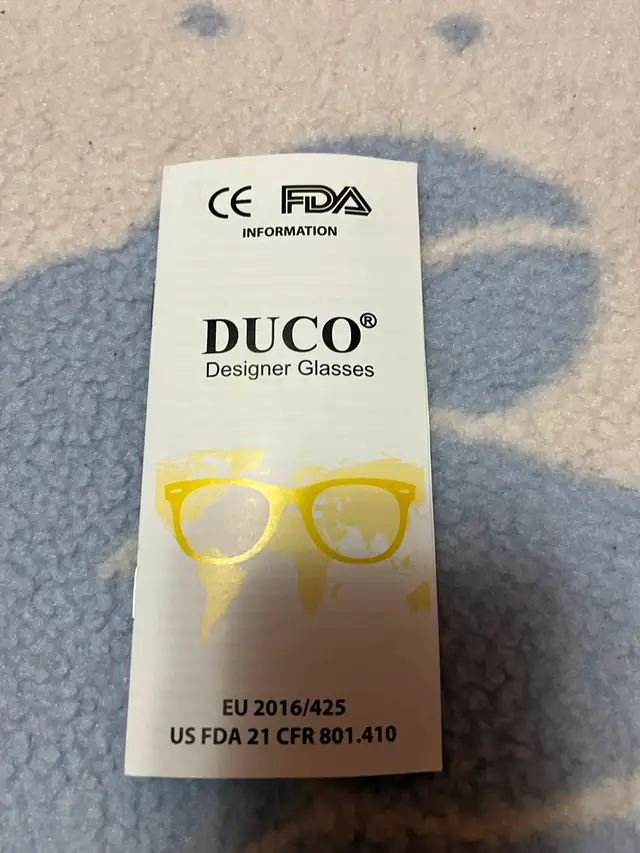 CE FDA
INFORMATION
DUCO®
Designer Glasses
EU 2016/425
US FDA 21 CFR 801.410